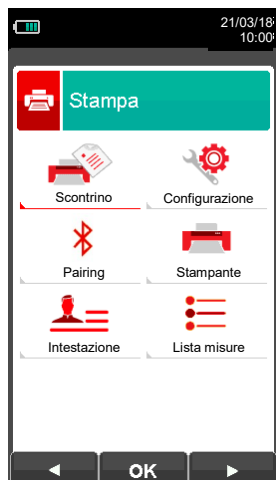 21/03/18
10:00
Stampa
Scontrino
Configurazione
Pairing
Stampante
Intestazione
Lista misure
OK